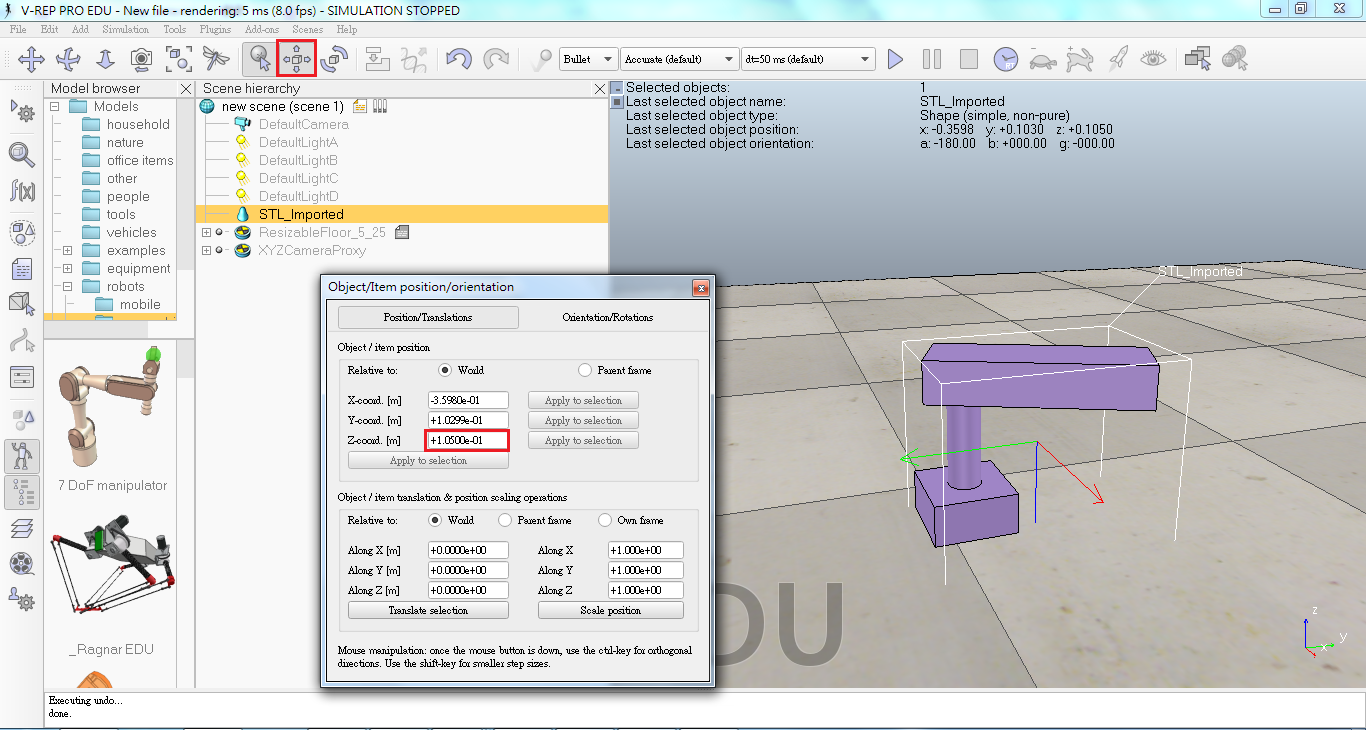 V-REP PRO EDU - New file - rendering: 5 ms (8.0 fps) - SIMULATION STOPPED
File Edit Add Simulation Tools Plugins Add-ons Scenes Help
Bullet Accurate (default) dt=50 ms (default) RT
Model browser
Models
household
nature
office items
other
people
tools
vehicles
examples
equipment
robots
mobile
7 DoF manipulator
_Ragnar EDU
Scene hierarchy
new scene (scene 1)
DefaultCamera
DefaultLightA
DefaultLightB
DefaultLightC
DefaultLightD
STL_Imported
ResizableFloor_5_25
XYZCameraProxy
f(x)
Selected objects: 1
Last selected object name: STL_Imported
Last selected object type: Shape (simple, non-pure)
Last selected object position: x: -0.3598 y: +0.1030 z: +0.1050
Last selected object orientation: a: -180.00 b: +000.00 g: -000.00
STL_Imported
Object/Item position/orientation
Position/Translations Orientation/Rotations
Object / item position
Relative to: World Parent frame
X-coord. [m] -3.5980e-01 Apply to selection
Y-coord. [m] +1.0299e-01 Apply to selection
Z-coord. [m] +1.0500e-01 Apply to selection
Apply to selection
Object / item translation & position scaling operations
Relative to: World Parent frame Own frame
Along X [m] +0.0000e+00 Along X +1.000e+00
Along Y [m] +0.0000e+00 Along Y +1.000e+00
Along Z [m] +0.0000e+00 Along Z +1.000e+00
Translate selection Scale position
Mouse manipulation: once the mouse button is down, use the ctrl-key for orthogonal
directions. Use the shift-key for smaller step sizes.
DU
z
y
x
Executing undo...
done.